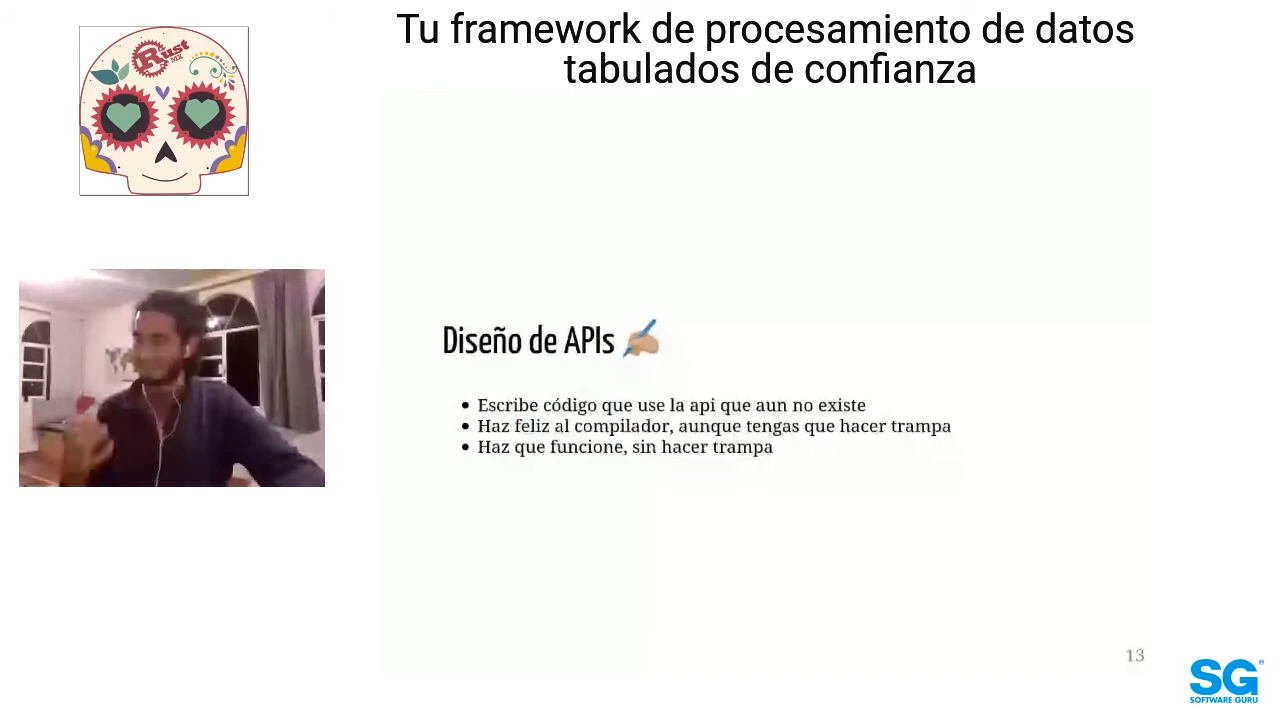 Tu framework de procesamiento de datos
tabulados de confianza
Rust
MX
Diseño de APIs
Escribe código que use la api que aun no existe
Haz feliz al compilador, aunque tengas que hacer trampa
Haz que funcione, sin hacer trampa
13
SG
SOFTWARE GURU